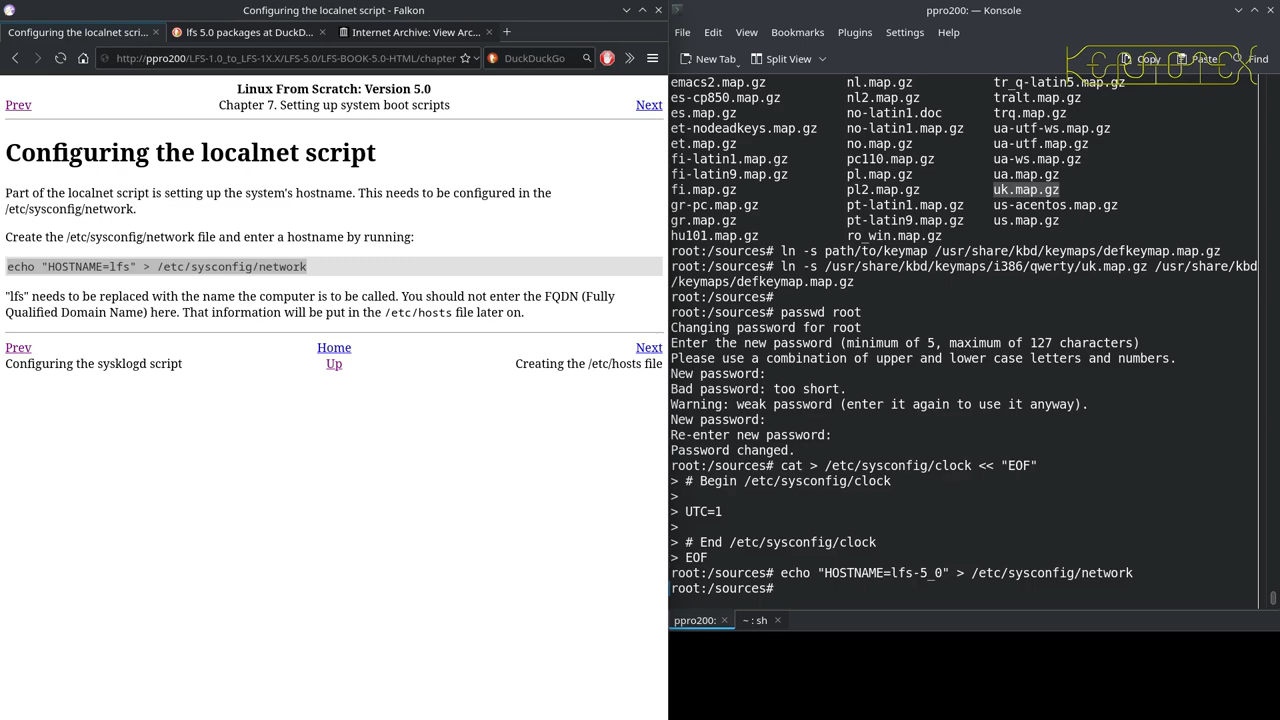 Configuring the localnet script - Falkon
Configuring the localnet scri...
lfs 5.0 packages at DuckD...
Internet Archive: View Arc...
http://ppro200/LFS-1.0_to_LFS-1X.X/LFS-5.0/LFS-BOOK-5.0-HTML/chapter
DuckDuckGo
Linux From Scratch: Version 5.0
Prev
Chapter 7. Setting up system boot scripts
Next
Configuring the localnet script
Part of the localnet script is setting up the system's hostname. This needs to be configured in the
/etc/sysconfig/network.
Create the /etc/sysconfig/network file and enter a hostname by running:
echo "HOSTNAME=lfs" > /etc/sysconfig/network
"lfs" needs to be replaced with the name the computer is to be called. You should not enter the FQDN (Fully
Qualified Domain Name) here. That information will be put in the /etc/hosts file later on.
Prev
Home
Next
Configuring the sysklogd script
Up
Creating the /etc/hosts file
ppro200: — Konsole
File Edit View Bookmarks Plugins Settings Help
New Tab
Split View
Copy
Paste
Find
emacs2.map.gz nl.map.gz tr_q-latin5.map.gz
es-cp850.map.gz nl2.map.gz tralt.map.gz
es.map.gz no-latin1.doc trq.map.gz
et-nodeadkeys.map.gz no-latin1.map.gz ua-utf-ws.map.gz
et.map.gz no.map.gz ua-utf.map.gz
fi-latin1.map.gz pc110.map.gz ua-ws.map.gz
fi-latin9.map.gz pl.map.gz ua.map.gz
fi.map.gz pl2.map.gz uk.map.gz
gr-pc.map.gz pt-latin1.map.gz us-acentos.map.gz
gr.map.gz pt-latin9.map.gz us.map.gz
hu101.map.gz ro_win.map.gz
root:/sources# ln -s path/to/keymap /usr/share/kbd/keymaps/defkeymap.map.gz
root:/sources# ln -s /usr/share/kbd/keymaps/i386/qwerty/uk.map.gz /usr/share/kbd
/keymaps/defkeymap.map.gz
root:/sources#
root:/sources# passwd root
Changing password for root
Enter the new password (minimum of 5, maximum of 127 characters)
Please use a combination of upper and lower case letters and numbers.
New password:
Bad password: too short.
Warning: weak password (enter it again to use it anyway).
New password:
Re-enter new password:
Password changed.
root:/sources# cat > /etc/sysconfig/clock << "EOF"
> # Begin /etc/sysconfig/clock
>
> UTC=1
>
> # End /etc/sysconfig/clock
> EOF
root:/sources# echo "HOSTNAME=lfs-5_0" > /etc/sysconfig/network
root:/sources#
ppro200:
~ : sh